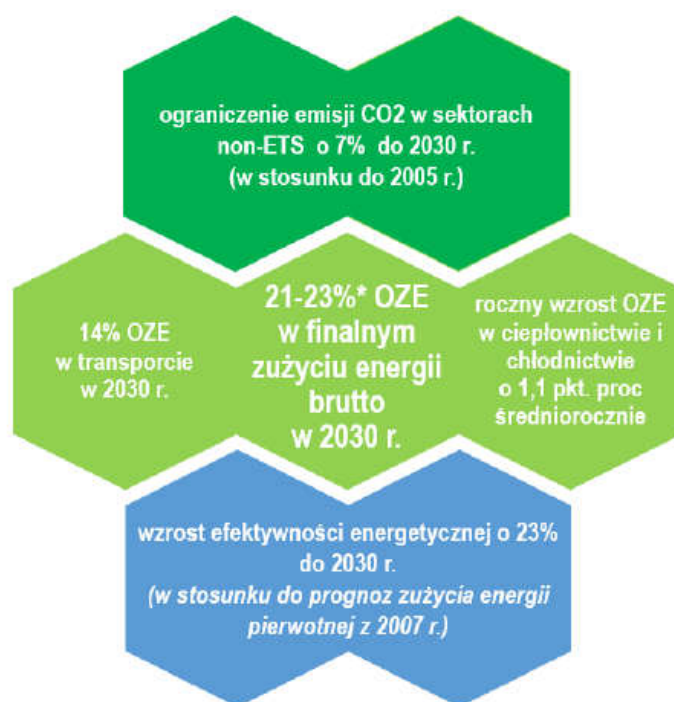 ograniczenie emisji CO2 w sektorach
non-ETS o 7% do 2030 r.
(w stosunku do 2005 r.)
14% OZE
w transporcie
w 2030 r.
21-23%* OZE
w finalnym
zużyciu energii
brutto
w 2030 r.
roczny wzrost OZE
w ciepłownictwie i
chłodnictwie
o 1,1 pkt. proc
średniorocznie
wzrost efektywności energetycznej o 23%
do 2030 r.
(w stosunku do prognoz zużycia energii
pierwotnej z 2007 r.)